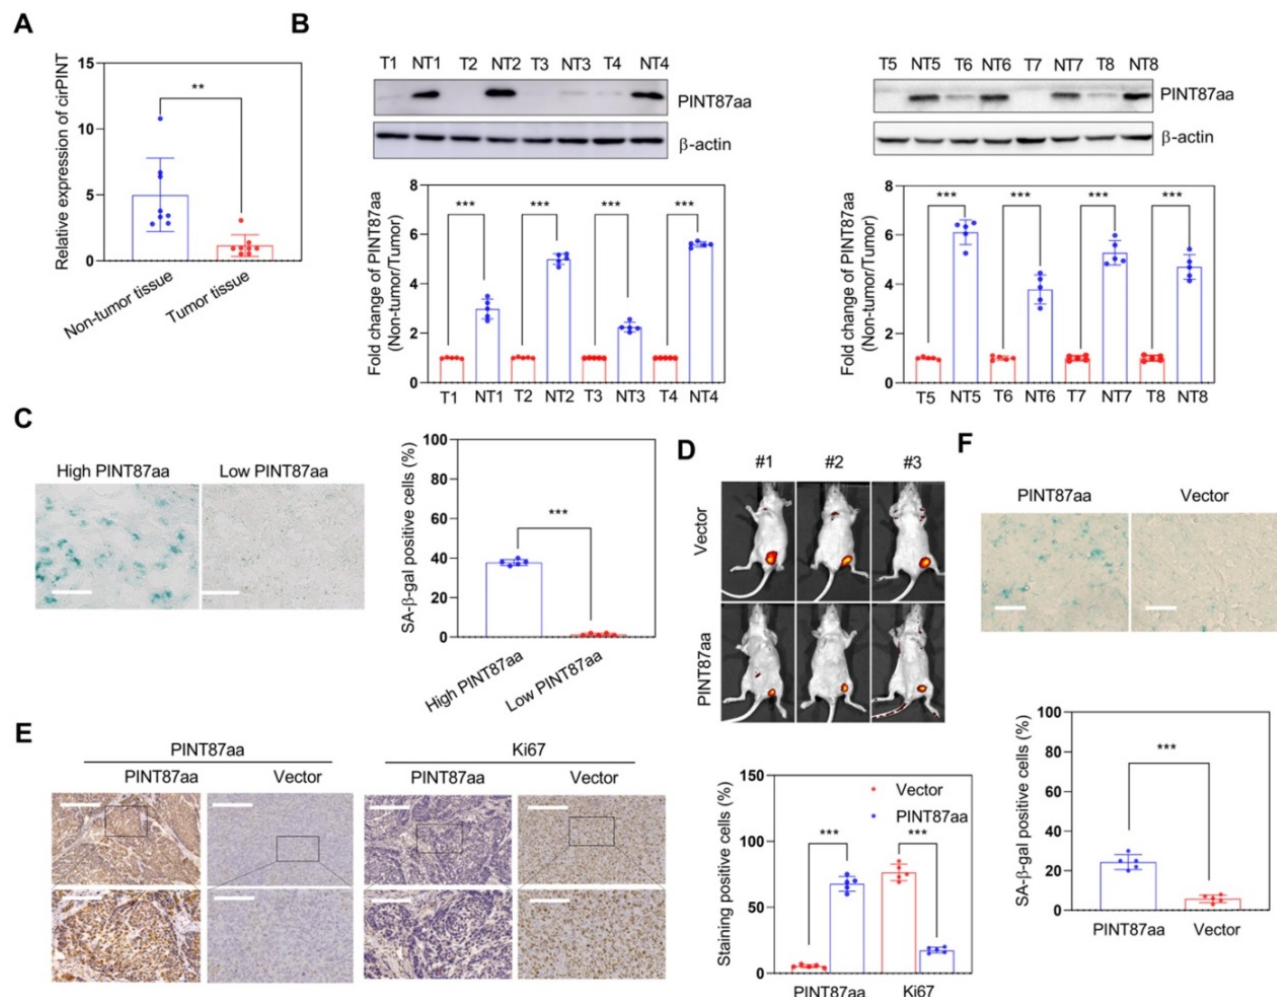 A
Relative expression of cirPINT
15
10
5
0
**
Non-tumor tissue
Tumor tissue
B
T1 NT1 T2 NT2 T3 NT3 T4 NT4
PINT87aa
β-actin
Fold change of PINT87aa
(Non-tumor/Tumor)
8
6
4
2
0
*** *** *** ***
T1 NT1 T2 NT2 T3 NT3 T4 NT4
T5 NT5 T6 NT6 T7 NT7 T8 NT8
PINT87aa
β-actin
Fold change of PINT87aa
(Non-tumor/Tumor)
8
6
4
2
0
*** *** *** ***
T5 NT5 T6 NT6 T7 NT7 T8 NT8
C
High PINT87aa Low PINT87aa
SA-β-gal positive cells (%)
100
80
60
40
20
0
***
High PINT87aa
Low PINT87aa
D
#1 #2 #3
Vector
PINT87aa
F
PINT87aa Vector
SA-β-gal positive cells (%)
100
80
60
40
20
0
***
PINT87aa Vector
E
PINT87aa Ki67
PINT87aa Vector PINT87aa Vector
Staining positive cells (%)
150
100
50
0
Vector
PINT87aa
*** ***
PINT87aa Ki67